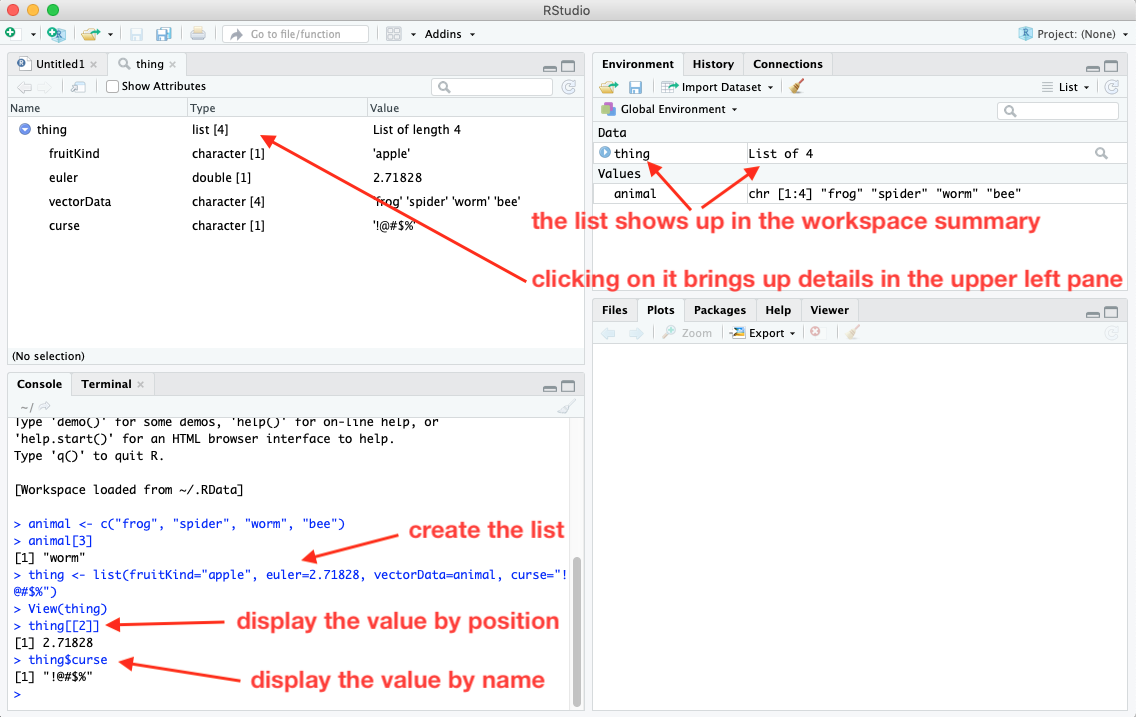 RStudio
Go to file/function
Addins
Project: (None)
Untitled1
thing
Show Attributes
Name Type Value
thing list [4] List of length 4
fruitKind character [1] 'apple'
euler double [1] 2.71828
vectorData character [4] 'frog' 'spider' 'worm' 'bee'
curse character [1] '!@#$%'
(No selection)
Environment History Connections
Import Dataset List
Global Environment
Data
thing List of 4
Values
animal chr [1:4] "frog" "spider" "worm" "bee"
the list shows up in the workspace summary
clicking on it brings up details in the upper left pane
Files Plots Packages Help Viewer
Zoom Export
Console Terminal
~/
Type 'demo()' for some demos, 'help()' for on-line help, or
'help.start()' for an HTML browser interface to help.
Type 'q()' to quit R.
[Workspace loaded from ~/.RData]
> animal <- c("frog", "spider", "worm", "bee")
> animal[3]
[1] "worm"
create the list
> thing <- list(fruitKind="apple", euler=2.71828, vectorData=animal, curse="!
@#$%")
> View(thing)
> thing[[2]]
display the value by position
[1] 2.71828
> thing$curse
[1] "!@#$%"
display the value by name
>